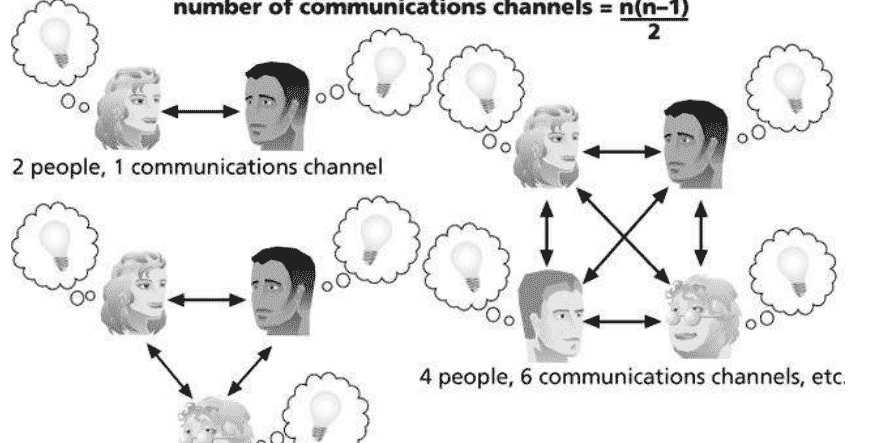 number of communications channels = n(n–1)
2
2 people, 1 communications channel
4 people, 6 communications channels, etc.